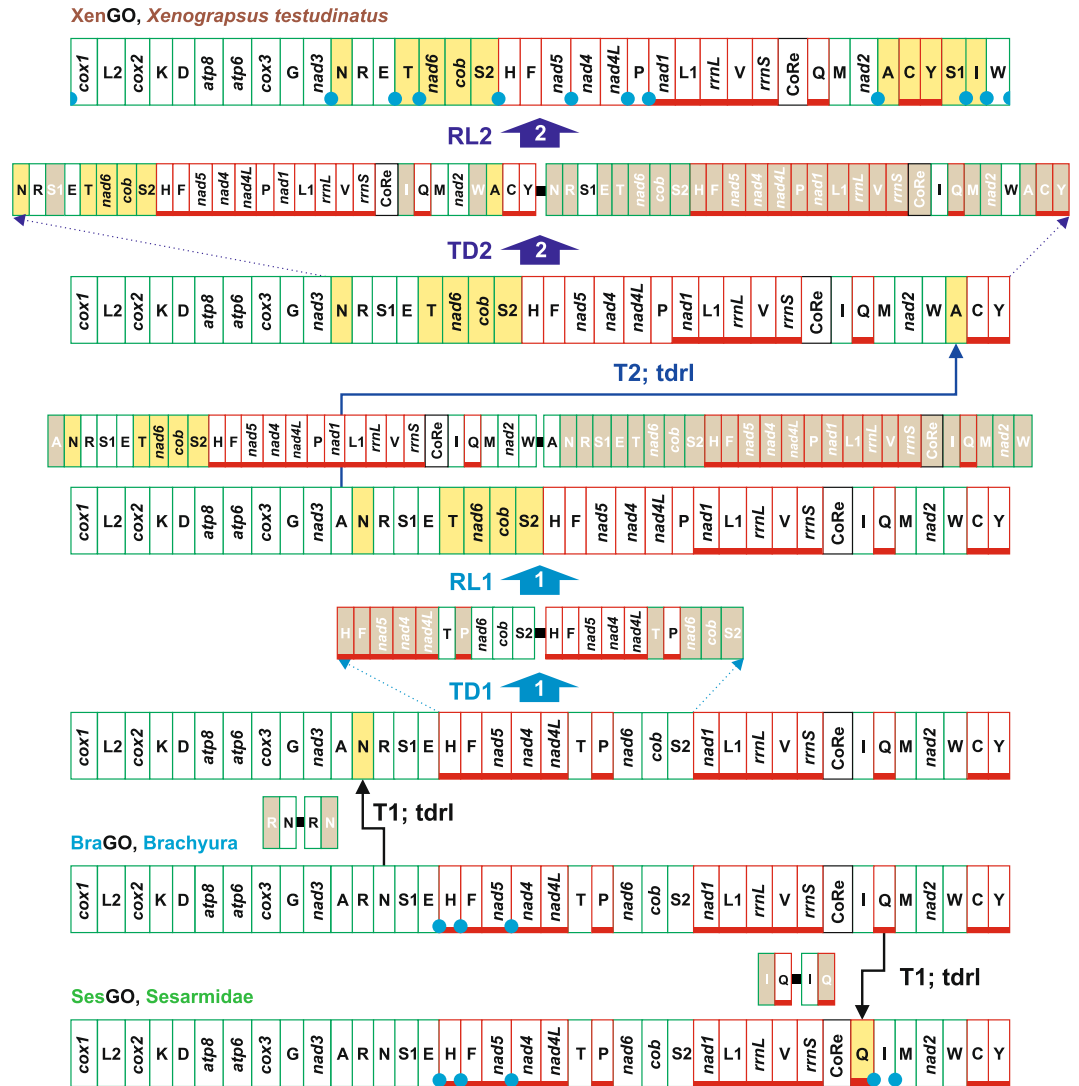 XenGO, Xenograpsus testudinatus
cox1 L2 cox2 K D atp8 atp6 cox3 G nad3 N R E T nad6 cob S2 H F nad5 nad4 nad4L P nad1 L1 rrnL V rrnS CoRe Q M nad2 A C Y S1 I W
RL2 2
N R S1 E T nad6 cob S2 H F nad5 nad4 nad4L P nad1 L1 rrnL V rrnS CoRe I Q M nad2 W A C Y N R S1 E T nad6 cob S2 H F nad5 nad4 nad4L P nad1 L1 rrnL V rrnS CoRe I Q M nad2 W A C Y
TD2 2
cox1 L2 cox2 K D atp8 atp6 cox3 G nad3 N R S1 E T nad6 cob S2 H F nad5 nad4 nad4L P nad1 L1 rrnL V rrnS CoRe I Q M nad2 W A C Y
T2; tdrl
A N R S1 E T nad6 cob S2 H F nad5 nad4 nad4L P nad1 L1 rrnL V rrnS CoRe I Q M nad2 W A N R S1 E T nad6 cob S2 H F nad5 nad4 nad4L P nad1 L1 rrnL V rrnS CoRe I Q M nad2 W
cox1 L2 cox2 K D atp8 atp6 cox3 G nad3 A N R S1 E T nad6 cob S2 H F nad5 nad4 nad4L P nad1 L1 rrnL V rrnS CoRe I Q M nad2 W C Y
RL1 1
H F nad5 nad4 nad4L T P nad6 cob S2 H F nad5 nad4 nad4L T P nad6 cob S2
TD1 1
cox1 L2 cox2 K D atp8 atp6 cox3 G nad3 A N R S1 E H F nad5 nad4 nad4L T P nad6 cob S2 nad1 L1 rrnL V rrnS CoRe I Q M nad2 W C Y
R N R N T1; tdrl
BraGO, Brachyura
cox1 L2 cox2 K D atp8 atp6 cox3 G nad3 A R N S1 E H F nad5 nad4 nad4L T P nad6 cob S2 nad1 L1 rrnL V rrnS CoRe I Q M nad2 W C Y
I Q I Q T1; tdrl
SesGO, Sesarmidae
cox1 L2 cox2 K D atp8 atp6 cox3 G nad3 A R N S1 E H F nad5 nad4 nad4L T P nad6 cob S2 nad1 L1 rrnL V rrnS CoRe Q I M nad2 W C Y